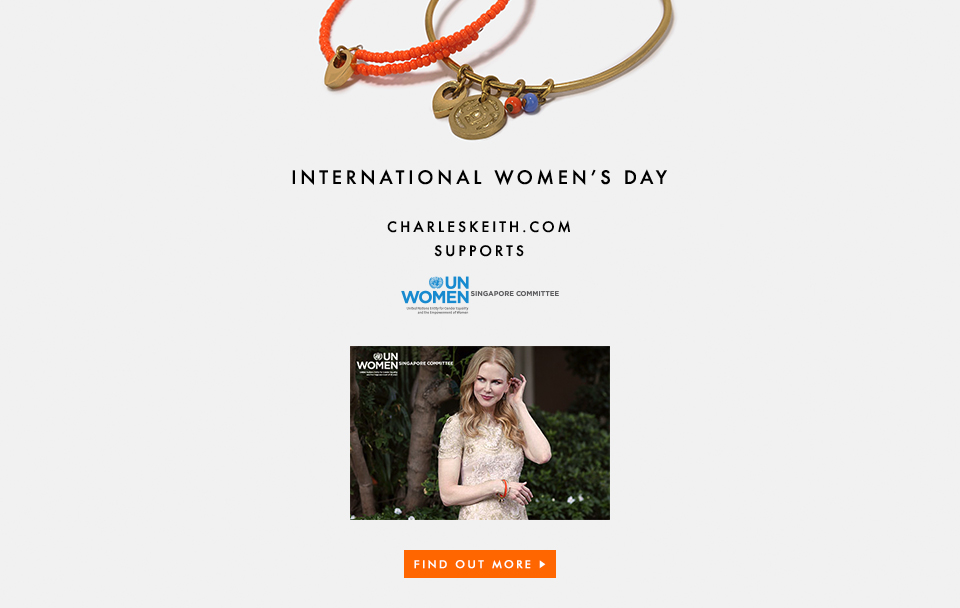 INTERNATIONAL WOMEN'S DAY
CHARLESKEITH.COM
SUPPORTS
UN
WOMEN SINGAPORE COMMITTEE
United Nations Entity for Gender Equality
and the Empowerment of Women
UN
WOMEN SINGAPORE COMMITTEE
FIND OUT MORE